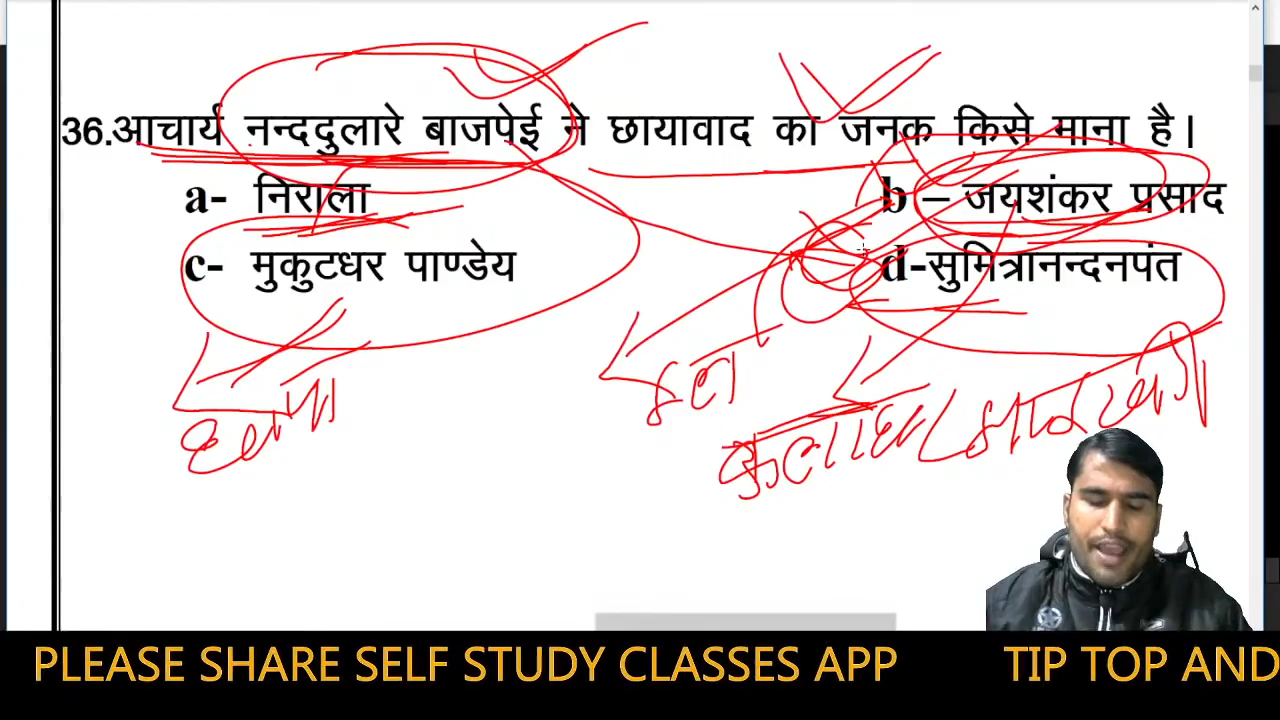 36.आचार्य नन्ददुलारे बाजपेई ने छायावाद का जनक किसे माना है।
a- निराला
b – जयशंकर प्रसाद
c- मुकुटधर पाण्डेय
d-सुमित्रानन्दनपंत
PLEASE SHARE SELF STUDY CLASSES APP TIP TOP AND